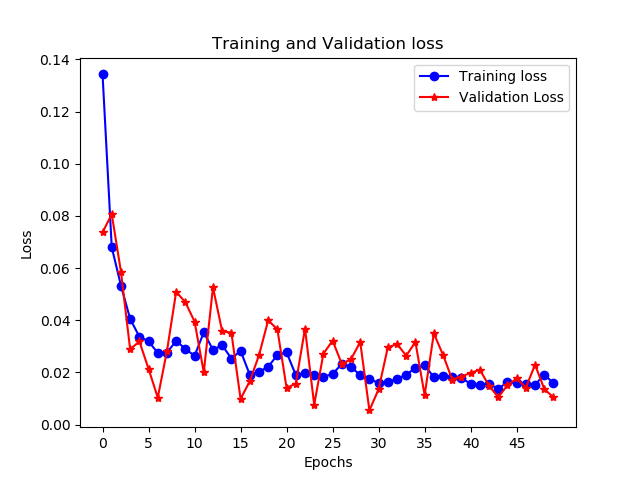 Training and Validation loss
Training loss
Validation Loss
Loss
0.14
0.12
0.10
0.08
0.06
0.04
0.02
0.00
0 5 10 15 20 25 30 35 40 45
Epochs